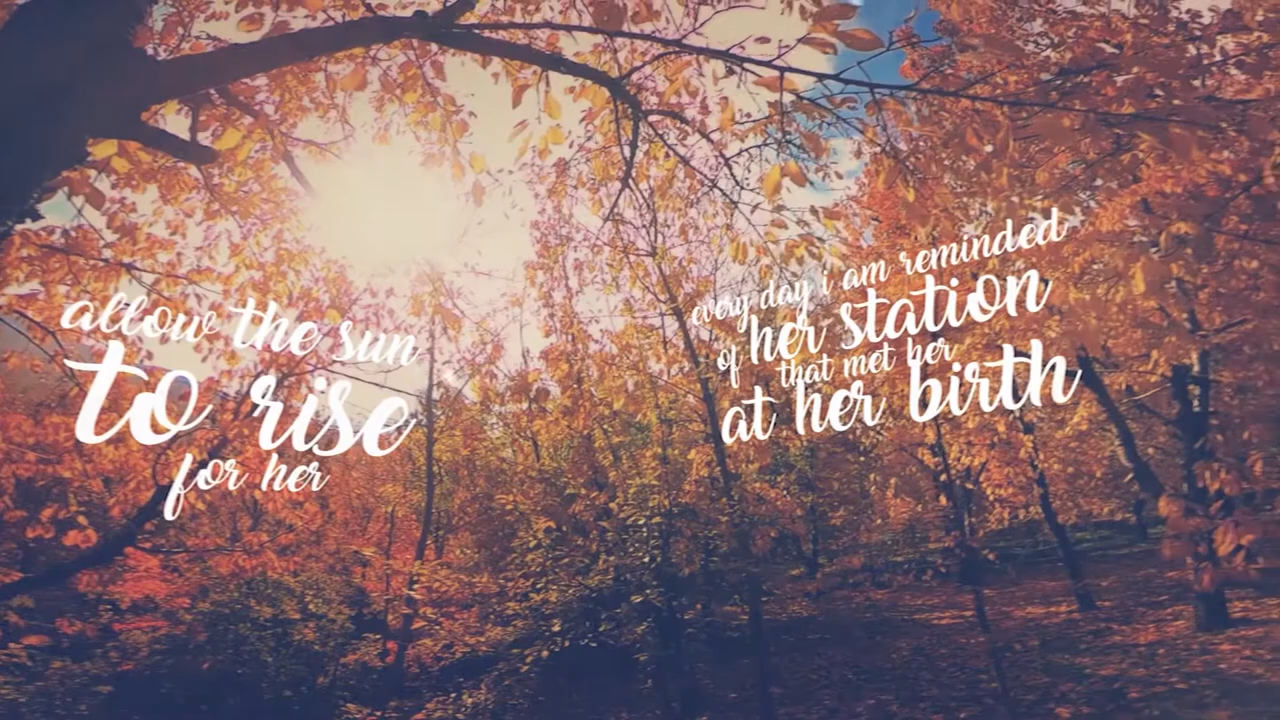 allow the sun
to rise
for her
every day i am reminded
of her station
that met her
at her birth